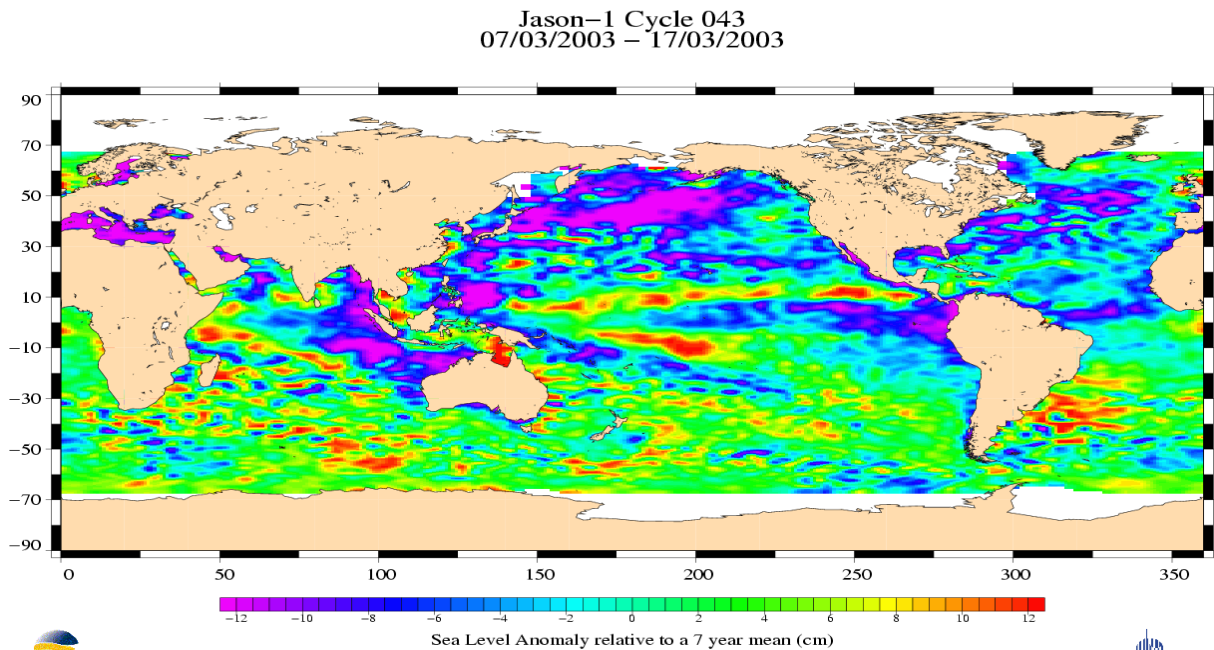 Jason−1 Cycle 043
07/03/2003 − 17/03/2003
90
70
50
30
10
−10
−30
−50
−70
−90
0 50 100 150 200 250 300 350
−12 −10 −8 −6 −4 −2 0 2 4 6 8 10 12
Sea Level Anomaly relative to a 7 year mean (cm)